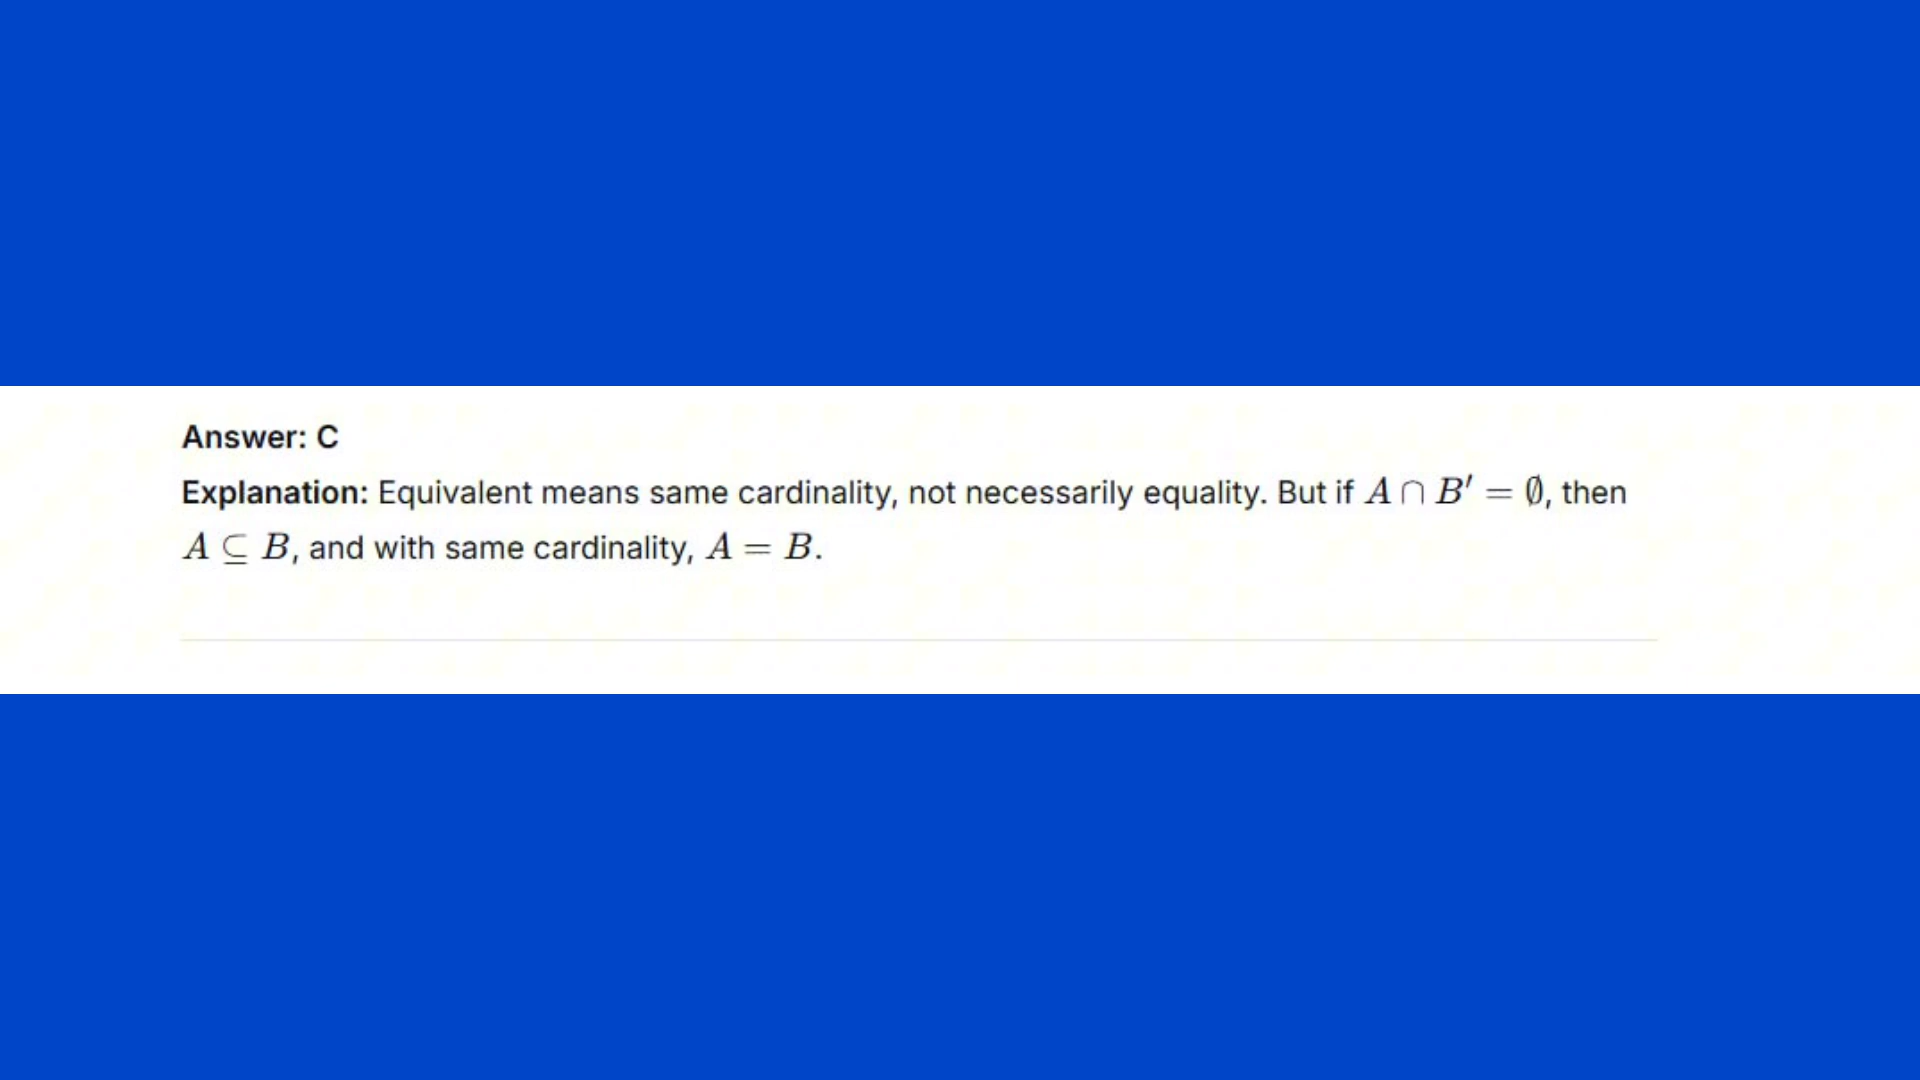 Answer: C
Explanation: Equivalent means same cardinality, not necessarily equality. But if A ∩ B′ = ∅, then
A ⊆ B, and with same cardinality, A = B.